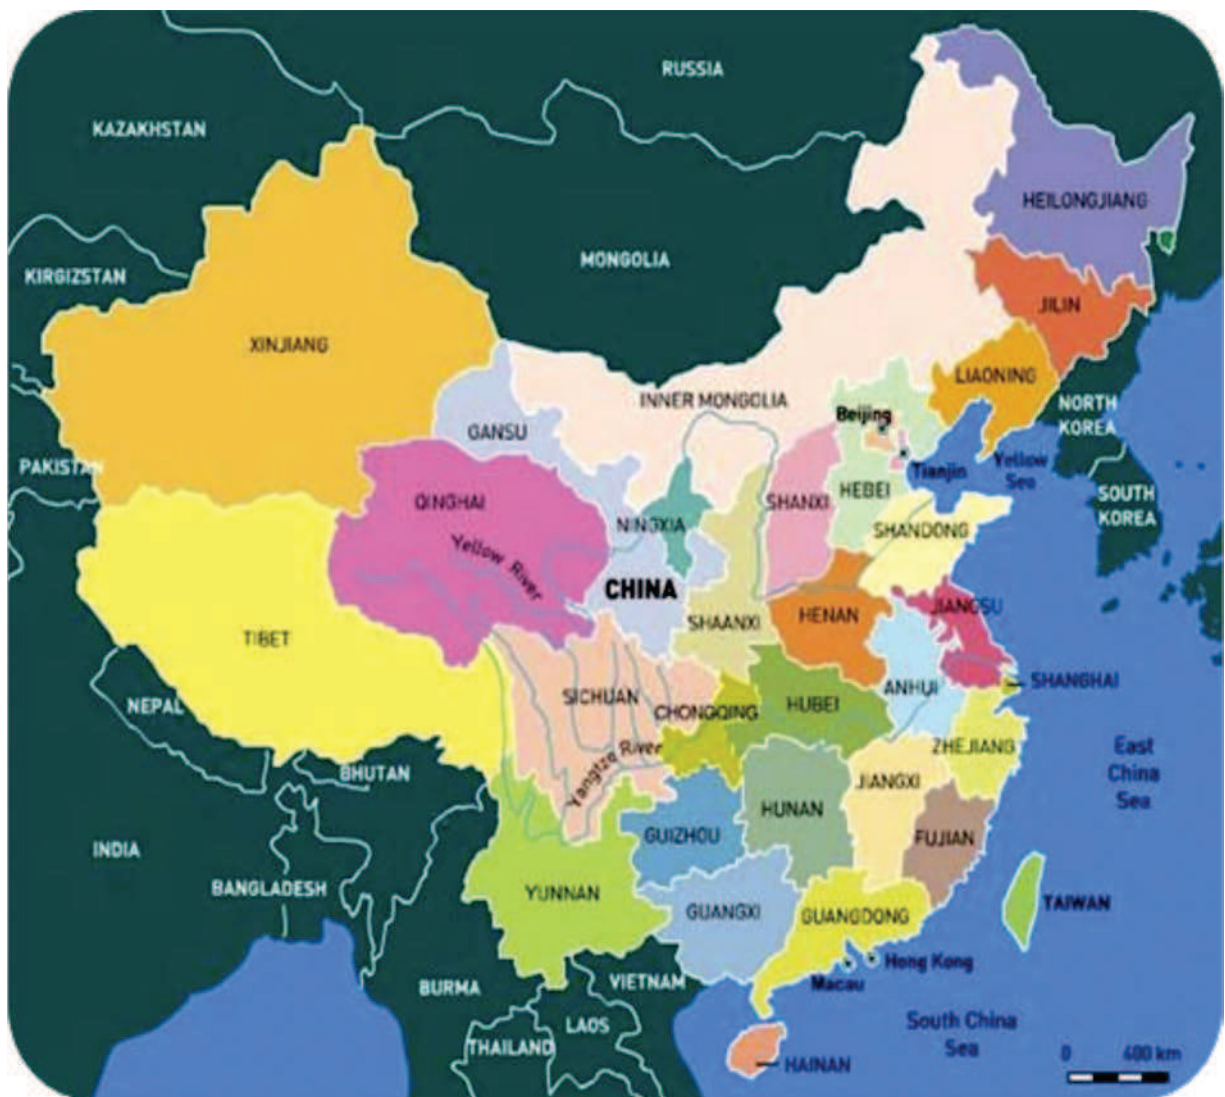 RUSSIA
KAZAKHSTAN
HEILONGJIANG
MONGOLIA
KIRGIZSTAN
JILIN
XINJIANG
LIAONING
INNER MONGOLIA
NORTH
KOREA
Beijing
GANSU
PAKISTAN
Tianjin
Yellow
Sea
HEBEI
SHANXI
QINGHAI
SOUTH
KOREA
NINGXIA
SHANDONG
Yellow River
CHINA
JIANGSU
HENAN
SHAANXI
TIBET
SHANGHAI
ANHUI
SICHUAN
HUBEI
NEPAL
CHONGQING
ZHEJIANG
East
China
Sea
Yangtze River
BHUTAN
JIANGXI
HUNAN
GUIZHOU
FUJIAN
INDIA
BANGLADESH
YUNNAN
TAIWAN
GUANGXI
GUANGDONG
Hong Kong
Macau
VIETNAM
BURMA
South China
Sea
LAOS
THAILAND
0 400 km
HAINAN